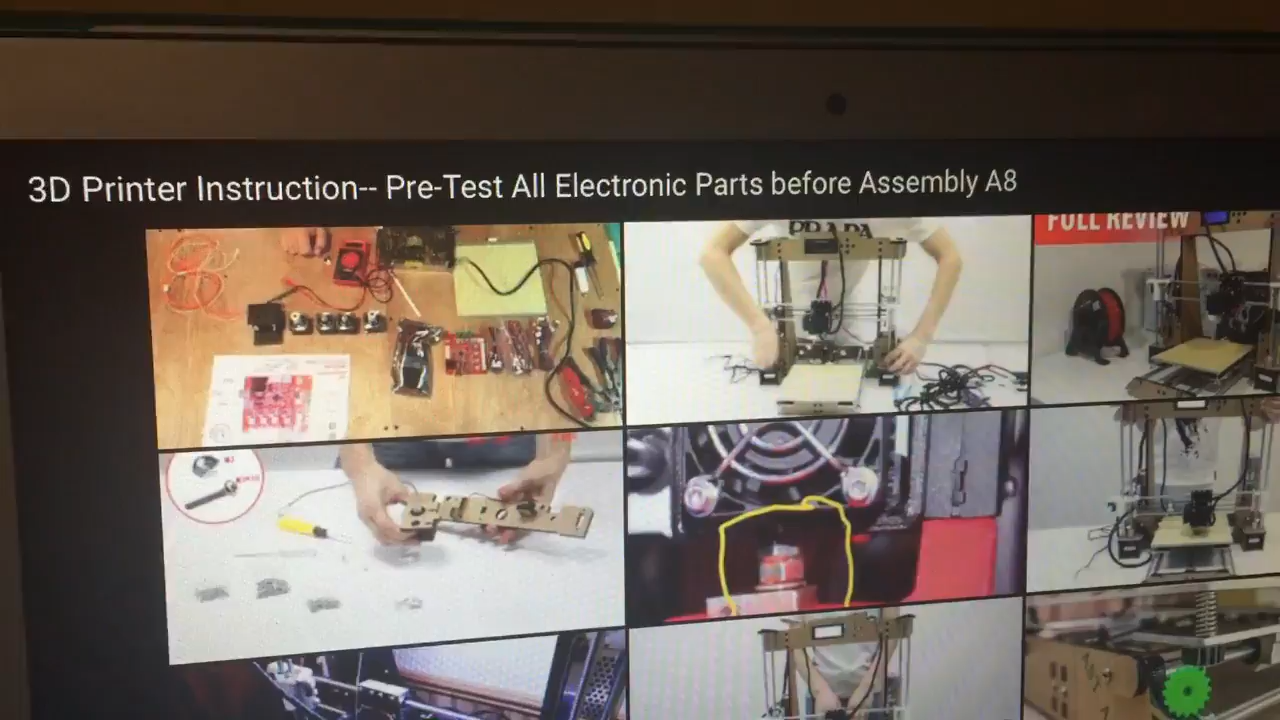 3D Printer Instruction-- Pre-Test All Electronic Parts before Assembly A8
PRADA
FULL REVIEW